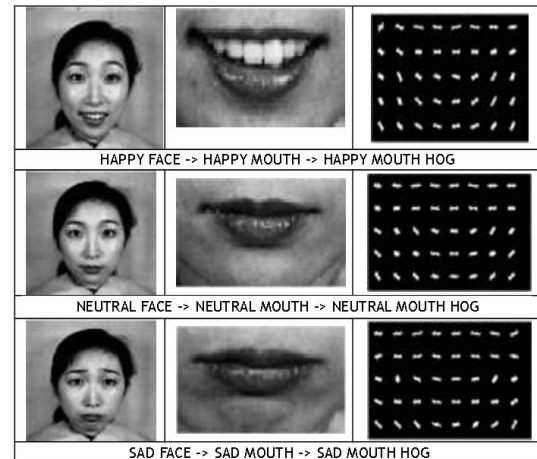 HAPPY FACE -> HAPPY MOUTH -> HAPPY MOUTH HOG
NEUTRAL FACE -> NEUTRAL MOUTH -> NEUTRAL MOUTH HOG
SAD FACE -> SAD MOUTH -> SAD MOUTH HOG